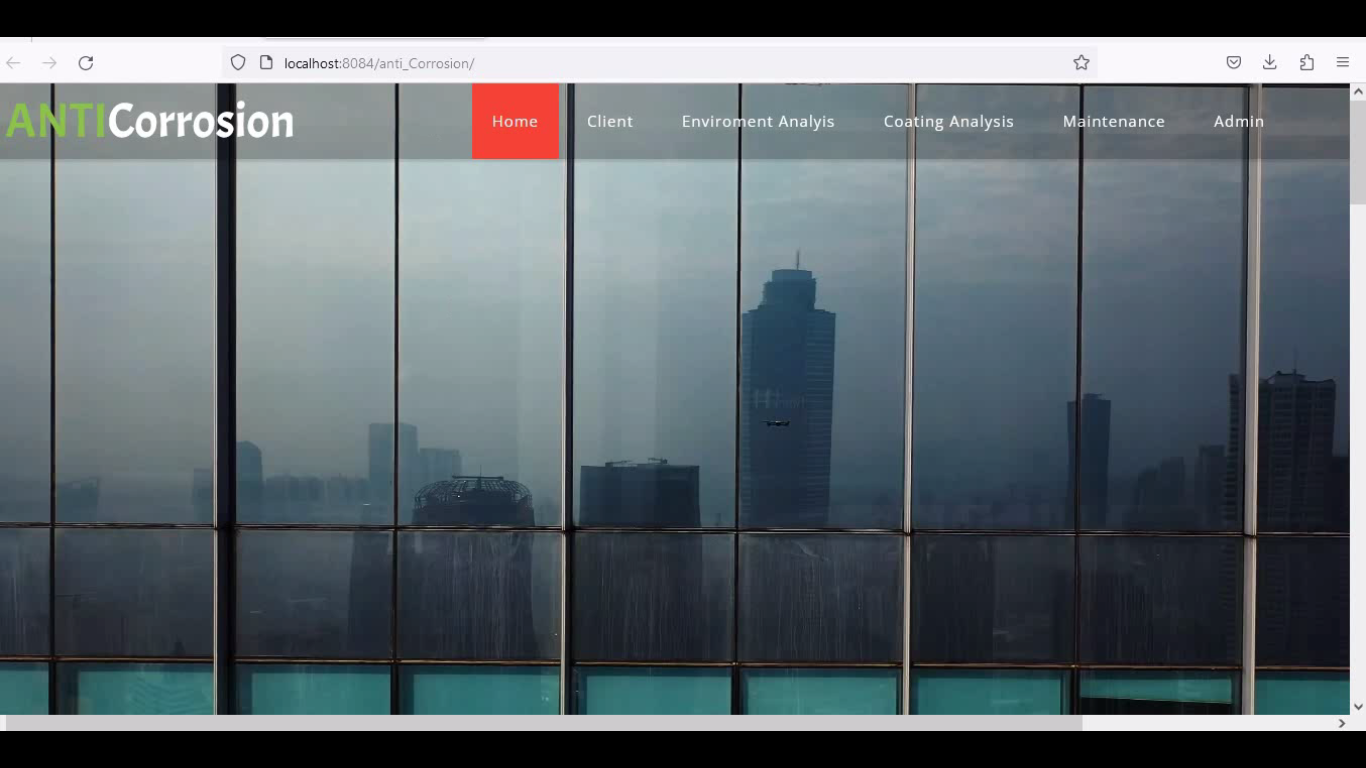 localhost:8084/anti_Corrosion/
ANTICorrosion
Home Client Enviroment Analyis Coating Analysis Maintenance Admin